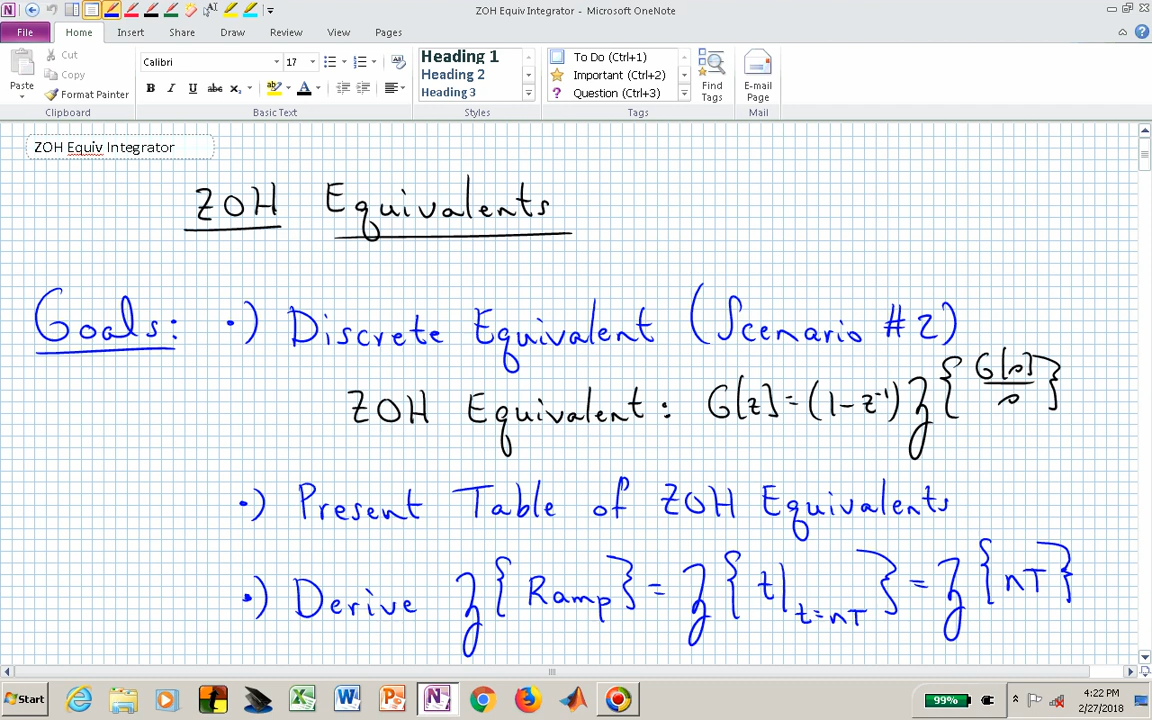 ZOH Equiv Integrator - Microsoft OneNote
File Home Insert Share Draw Review View Pages
Cut
Copy
Format Painter
Paste
Clipboard
Calibri 17
B I U abc X₂ A
Basic Text
Heading 1
Heading 2
Heading 3
Styles
To Do (Ctrl+1)
Important (Ctrl+2)
Question (Ctrl+3)
Tags
Find Tags
E-mail Page
Mail
ZOH Equiv Integrator
ZOH Equivalents
Goals: •) Discrete Equivalent (Scenario #2)
ZOH Equivalent: G[z] = (1-z⁻¹) Z{G[s]/s}
•) Present Table of ZOH Equivalents
•) Derive Z{Ramp} = Z{t|t=nT} = Z{nT}
Start
99%
4:22 PM
2/27/2018